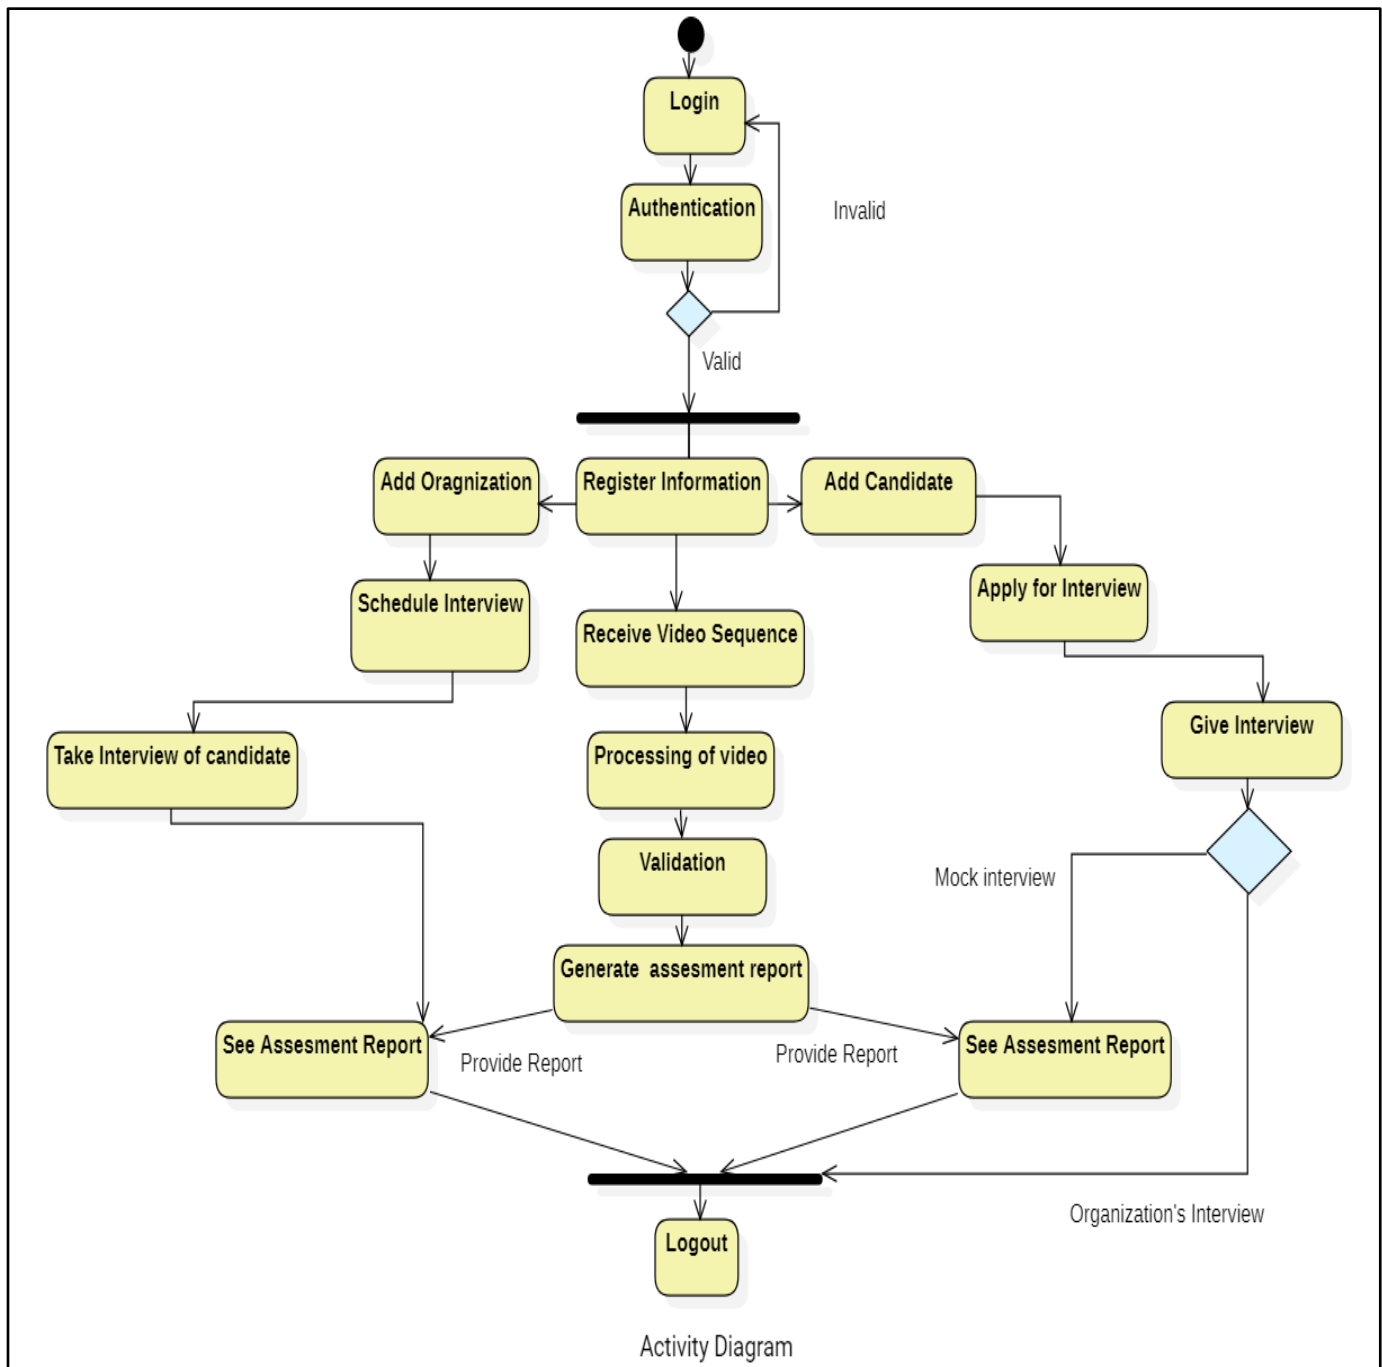 Login
Authentication
Invalid
Valid
Add Oragnization
Register Information
Add Candidate
Apply for Interview
Schedule Interview
Receive Video Sequence
Give Interview
Take Interview of candidate
Processing of video
Validation
Mock interview
Generate  assesment report
See Assesment Report
Provide Report
Provide Report
See Assesment Report
Organization's Interview
Logout
Activity Diagram